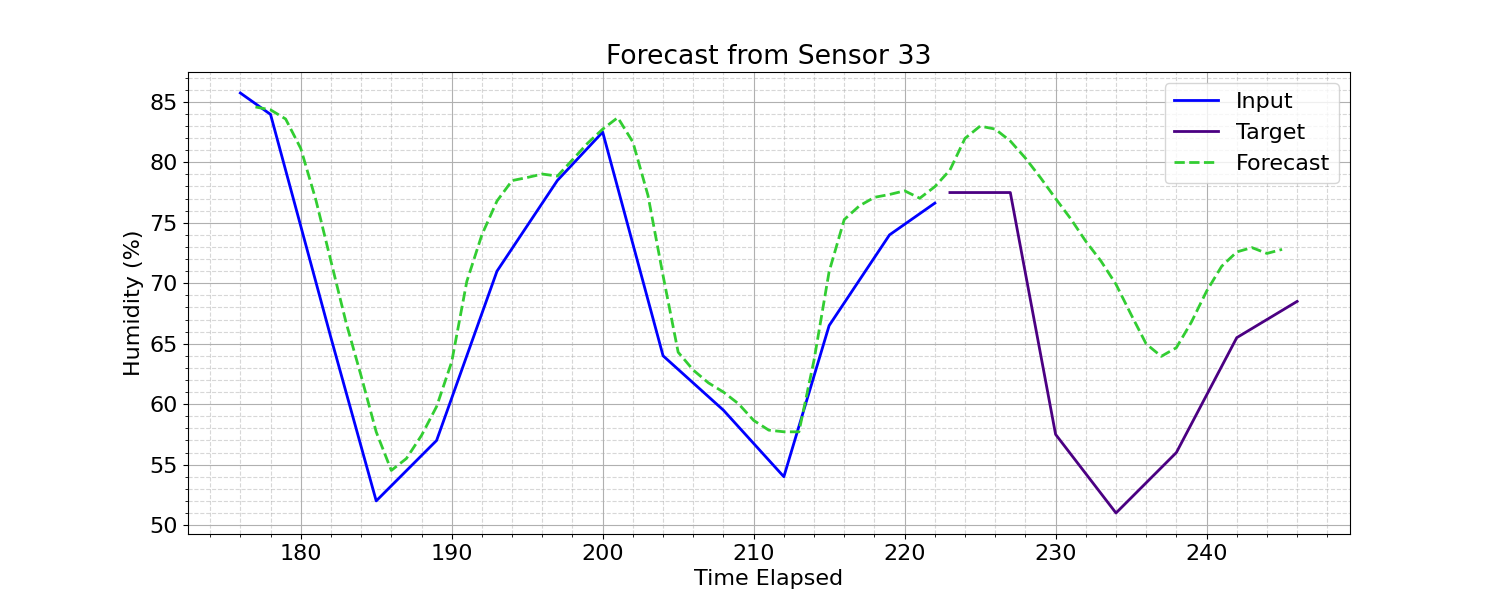 Forecast from Sensor 33
Input
Target
Forecast
Humidity (%)
85
80
75
70
65
60
55
50
180 190 200 210 220 230 240
Time Elapsed